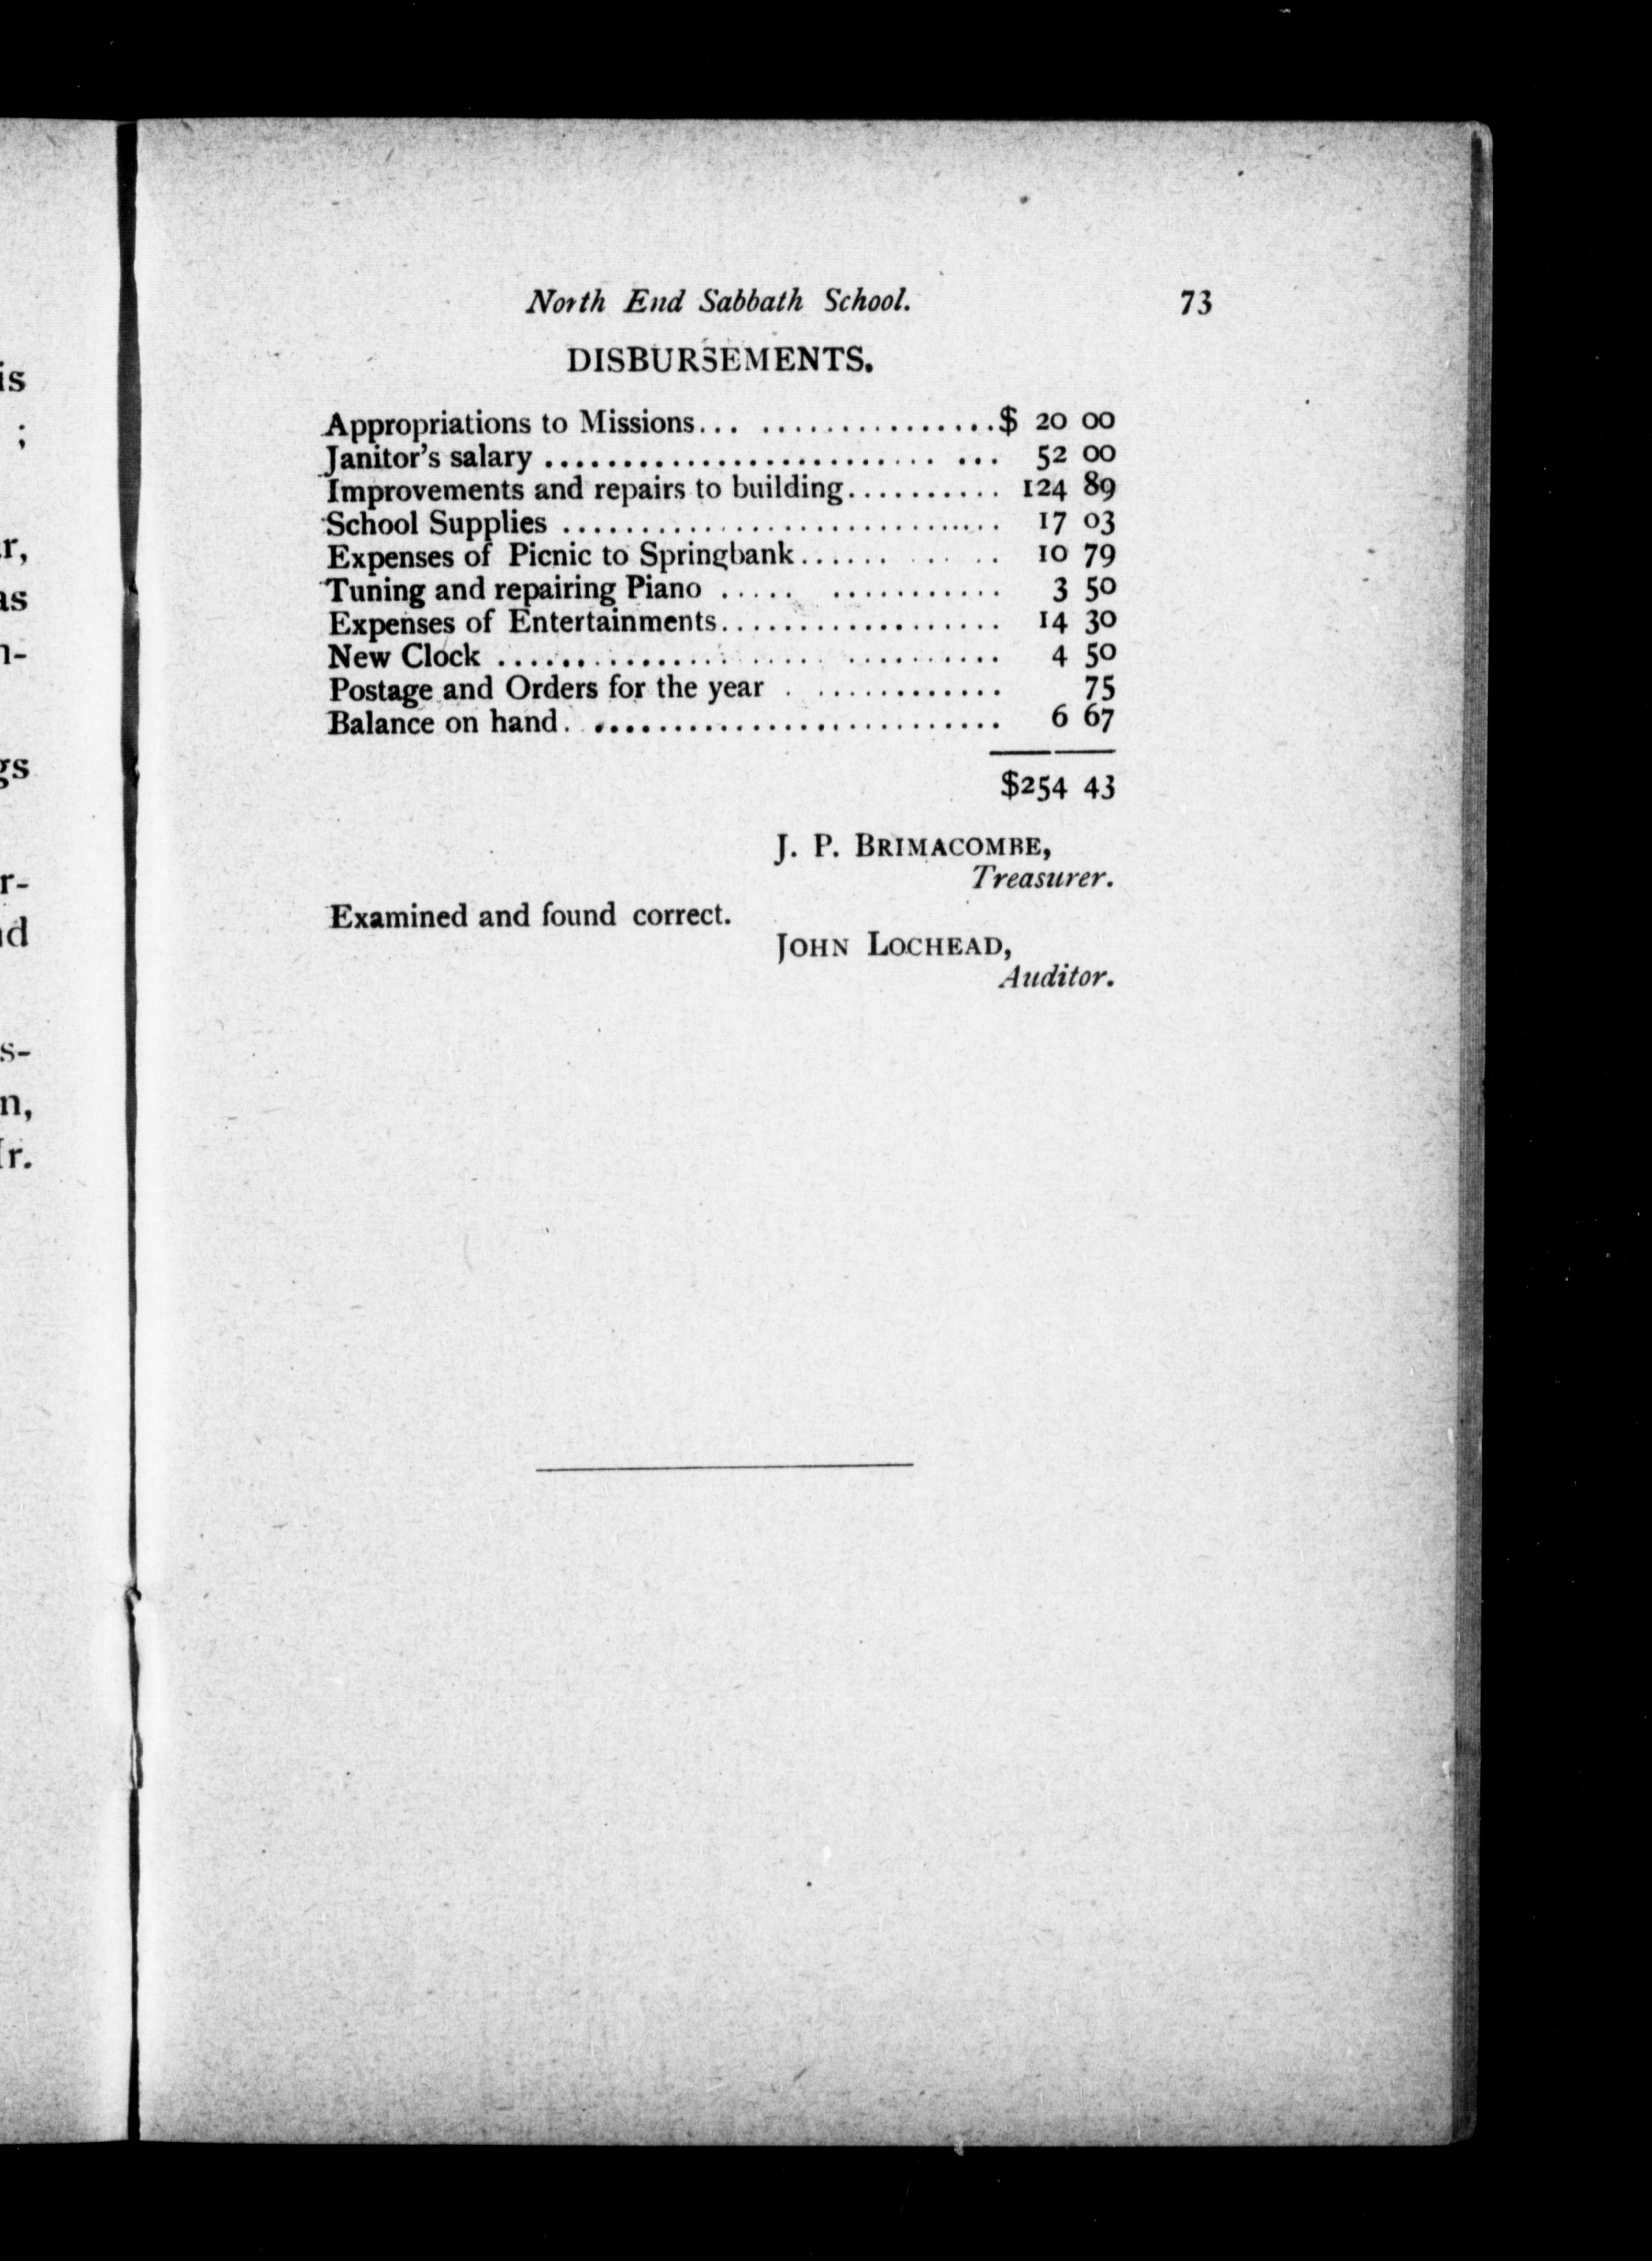 North End Sabbath School. 73
DISBURSEMENTS.
Appropriations to Missions... ...............$ 20 00
Janitor's salary ......................... ... 52 00
Improvements and repairs to building.......... 124 89
School Supplies ............................ 17 03
Expenses of Picnic to Springbank...... . .. . . 10 79
Tuning and repairing Piano ..... ........... 3 50
Expenses of Entertainments.................. 14 30
New Clock ..................... .......... 4 50
Postage and Orders for the year . ............ 75
Balance on hand. .......................... 6 67
$254 43
J. P. BRIMACOMBE,
Treasurer.
Examined and found correct.
JOHN LOCHEAD,
Auditor.